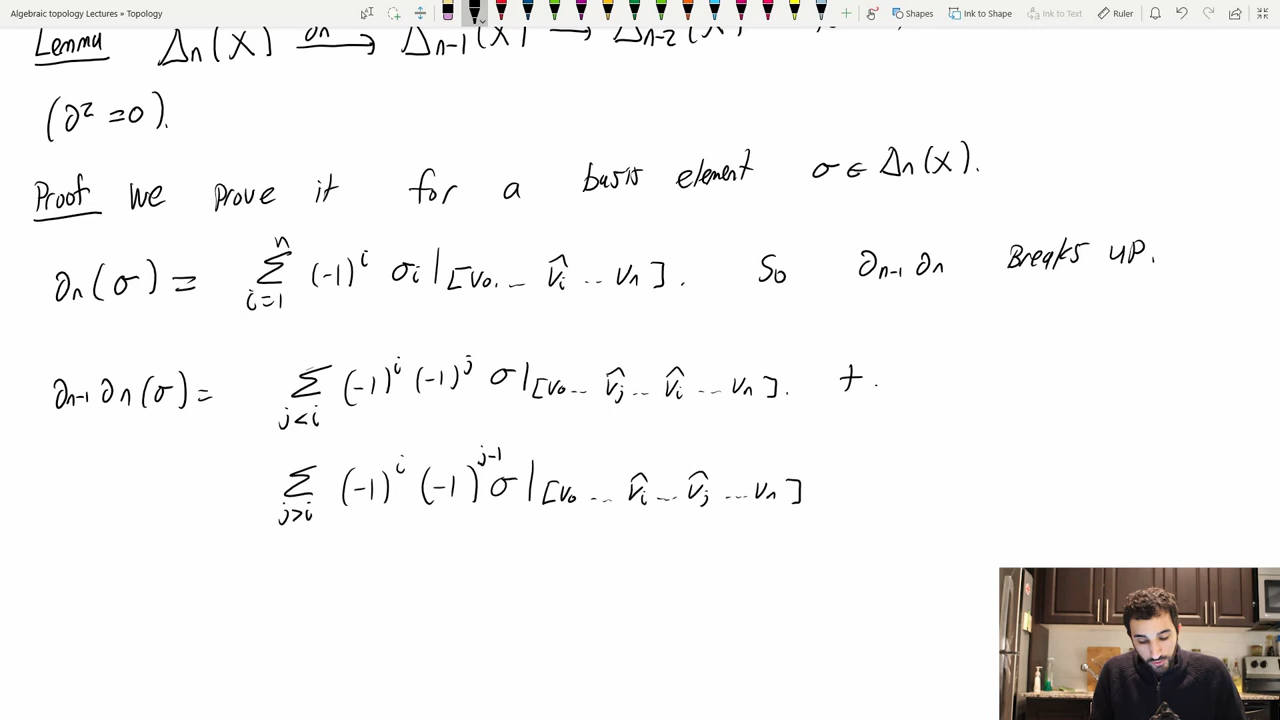 Algebraic topology Lectures » Topology
Shapes Ink to Shape Ink to Text Ruler
Lemma Δn(X) ∂n⟶ Δn-1(X) ⟶ Δn-2(X)
(∂² = 0).
Proof We prove it for a basis element σ ∈ Δn(X).
∂n(σ) = Σ_{i=1}^{n} (-1)^i σi|[v0, ... v̂i ... vn]. So ∂n-1 ∂n Breaks up.
∂n-1 ∂n(σ) = Σ_{j<i} (-1)^i (-1)^j σ|[v0 ... v̂j ... v̂i ... vn]. +.
Σ_{j>i} (-1)^i (-1)^{j-1} σ|[v0 ... v̂i ... v̂j ... vn]